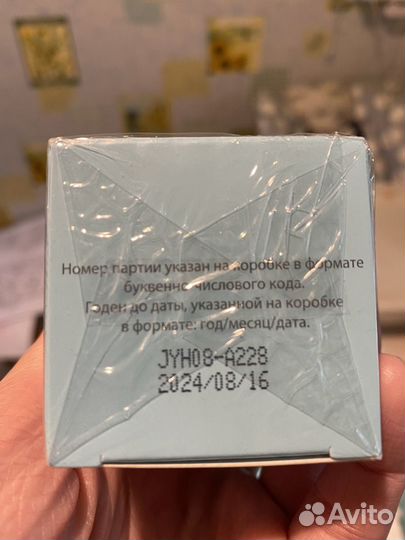 Номер партии указан на коробке в формате
буквенно-числового кода.
Годен до даты, указанной на коробке
в формате: год/месяц/дата.
JYH08-A228
2024/08/16
Avito